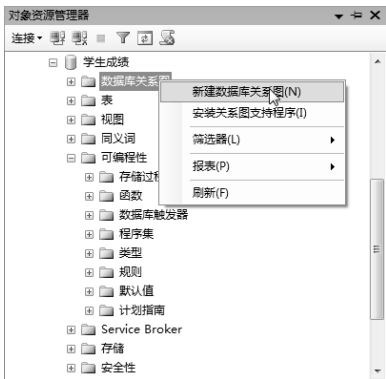 对象资源管理器
连接
学生成绩
数据库关系图
新建数据库关系图(N)
表
安装关系图支持程序(I)
视图
同义词
筛选器(L)
可编程性
报表(P)
存储过程
函数
刷新(F)
数据库触发器
程序集
类型
规则
默认值
计划指南
Service Broker
存储
安全性